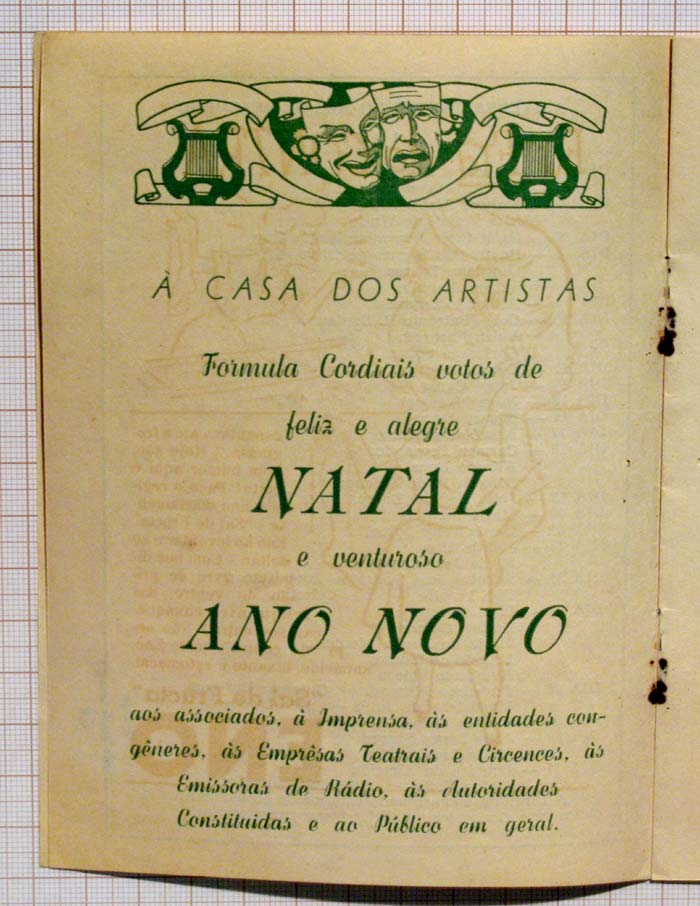 À CASA DOS ARTISTAS
Formula Cordiais votos de
feliz e alegre
NATAL
e venturoso
ANO NOVO
aos associados, à Imprensa, às entidades con-
gêneres, às Emprêsas Teatrais e Circences, às
Emissoras de Rádio, às Autoridades
Constituidas e ao Público em geral.